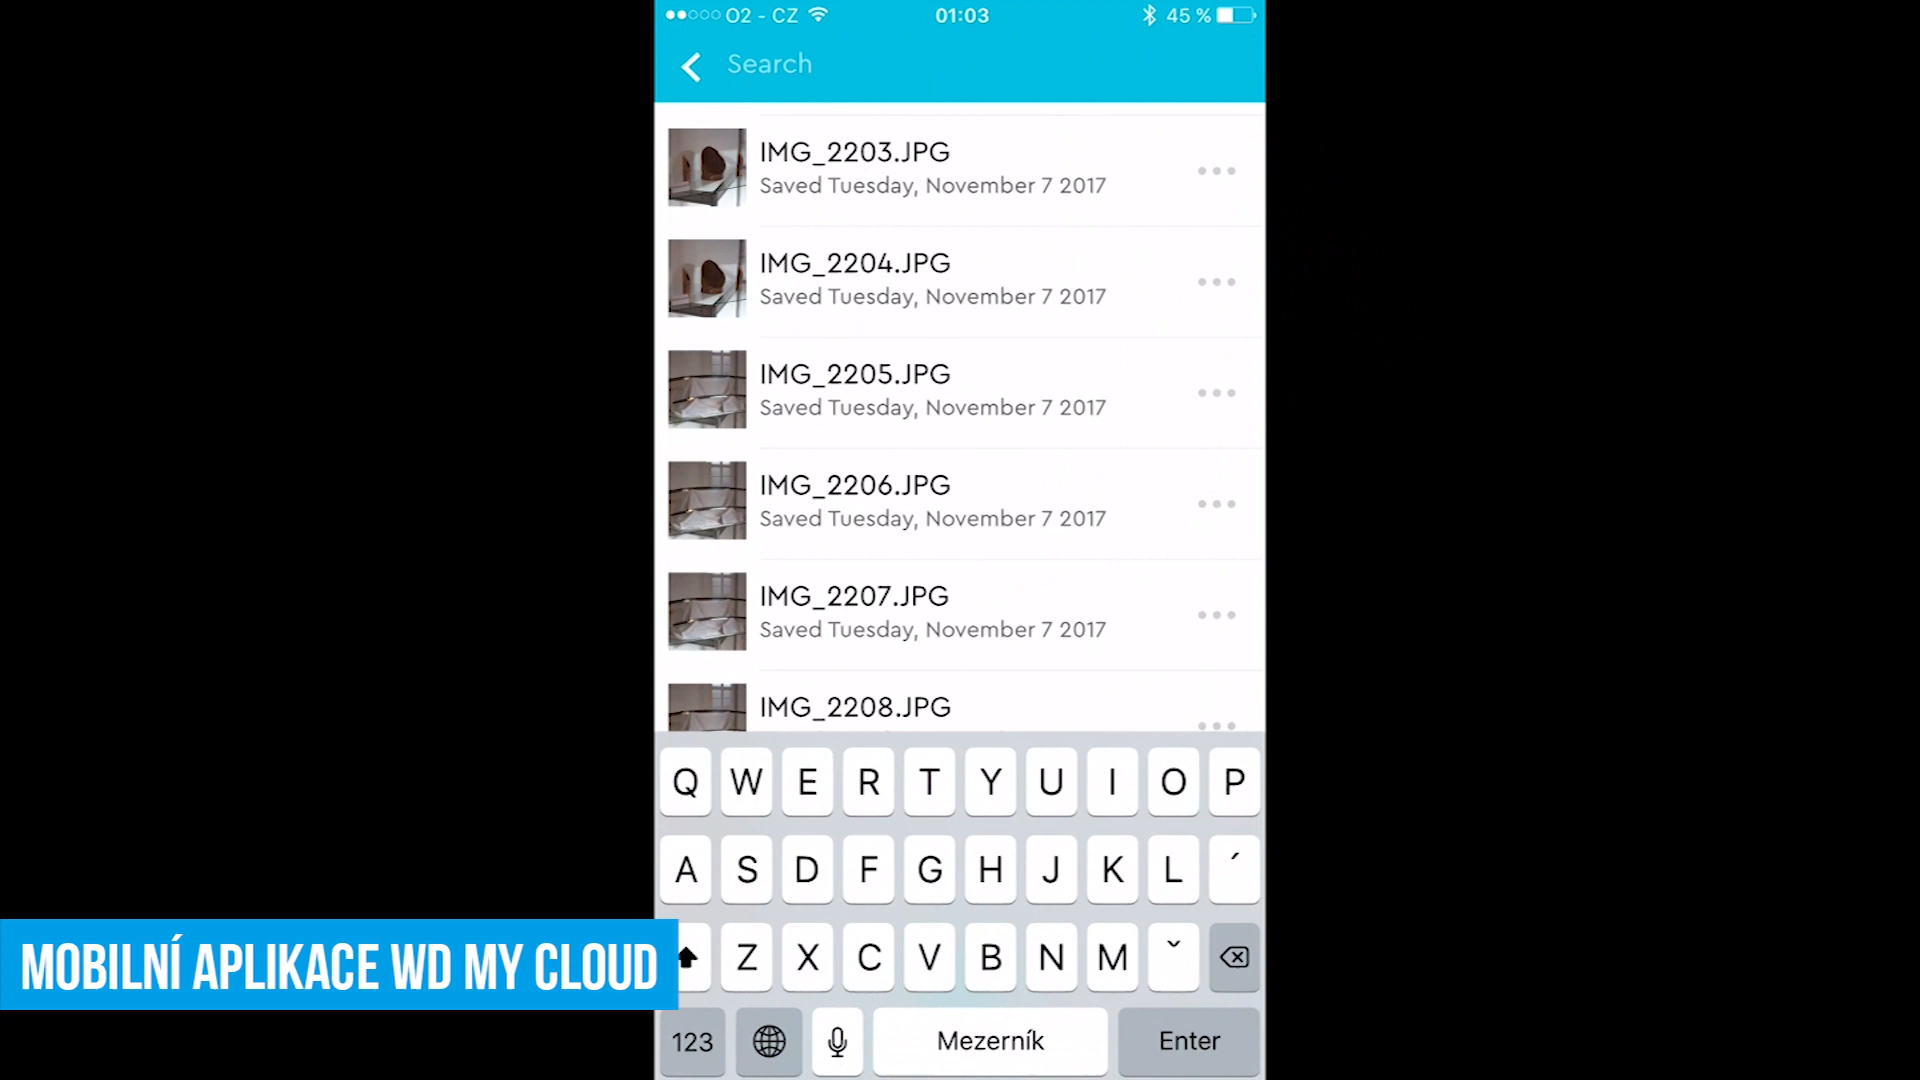 O2 - CZ 01:03 45 %
Search
IMG_2203.JPG
Saved Tuesday, November 7 2017
IMG_2204.JPG
Saved Tuesday, November 7 2017
IMG_2205.JPG
Saved Tuesday, November 7 2017
IMG_2206.JPG
Saved Tuesday, November 7 2017
IMG_2207.JPG
Saved Tuesday, November 7 2017
IMG_2208.JPG
Q W E R T Y U I O P
A S D F G H J K L ´
Z X C V B N M ˇ
MOBILNÍ APLIKACE WD MY CLOUD
123 Mezerník Enter